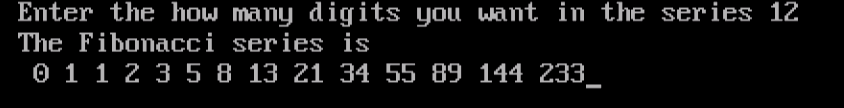 Enter the how many digits you want in the series 12
The Fibonacci series is
0 1 1 2 3 5 8 13 21 34 55 89 144 233_